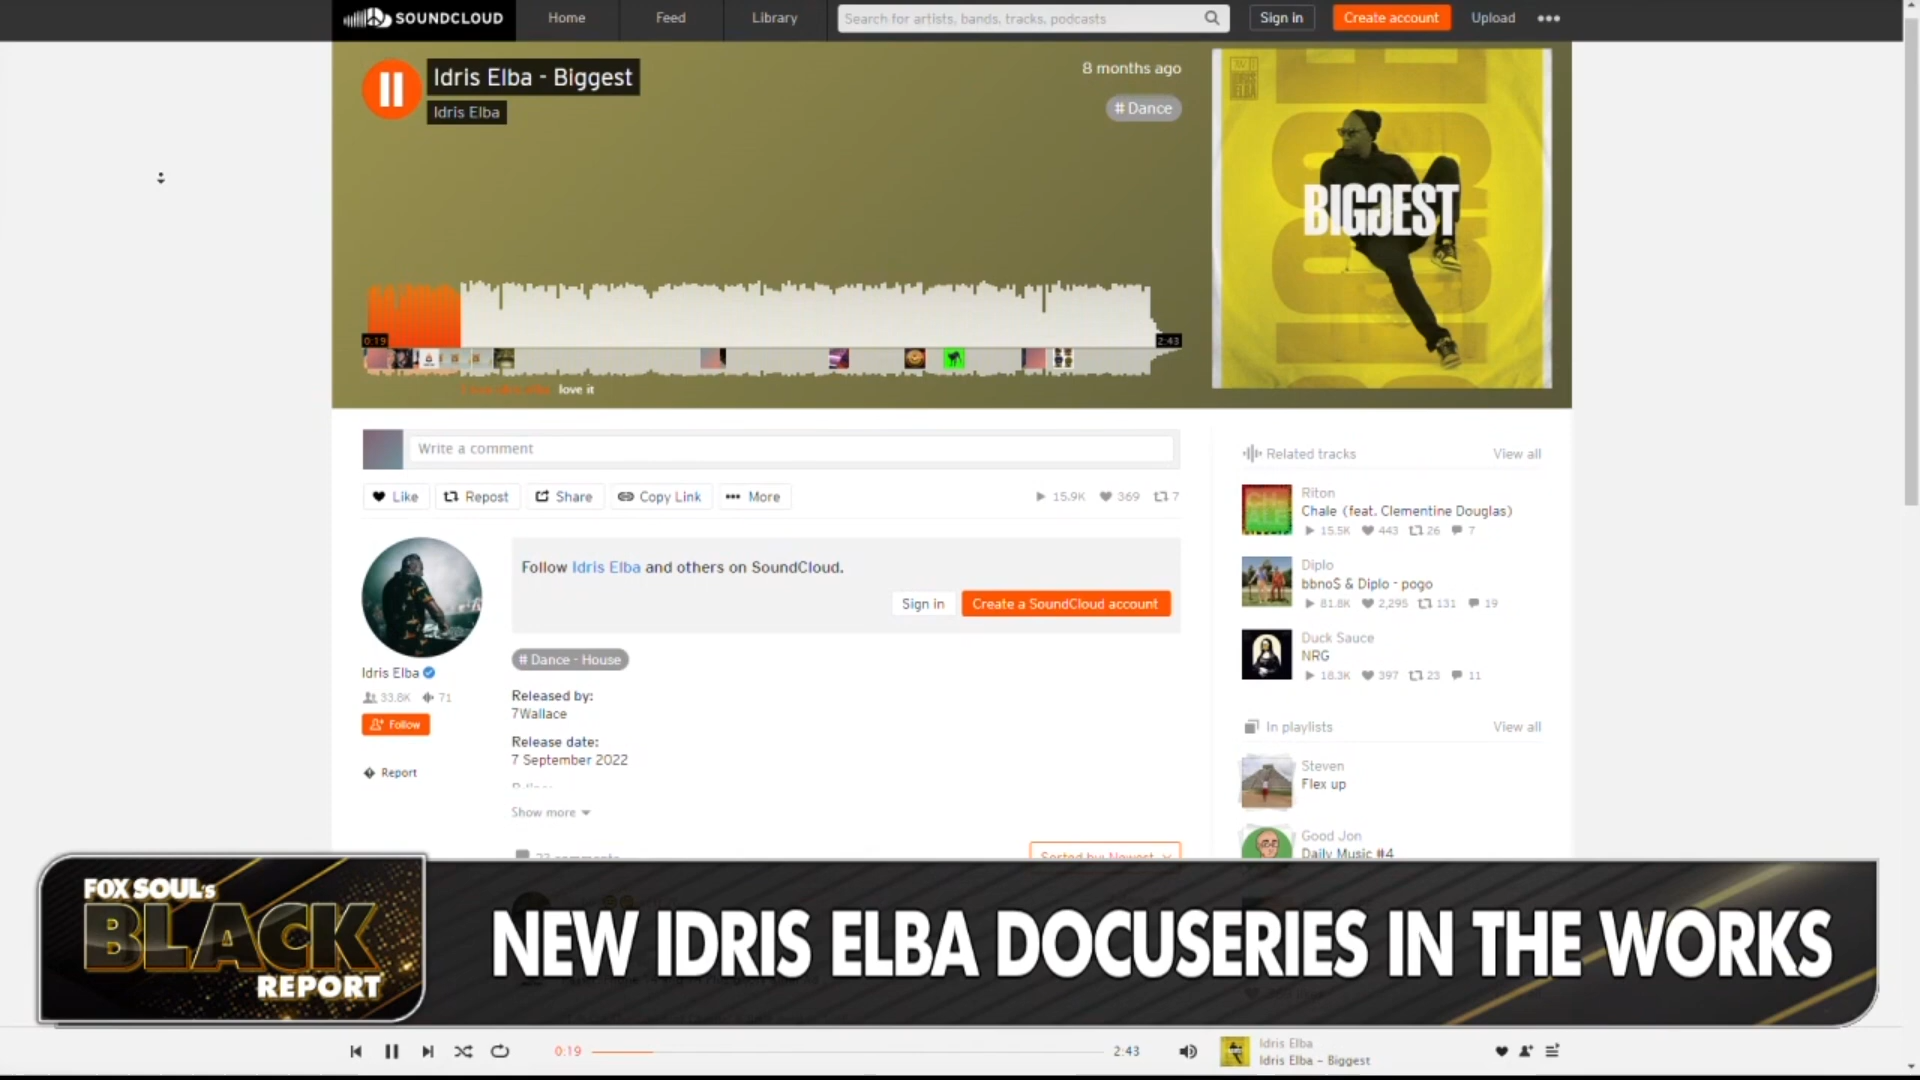 SOUNDCLOUD
Home
Feed
Library
Search for artists, bands, tracks, podcasts
Sign in
Create account
Upload
Idris Elba - Biggest
Idris Elba
8 months ago
# Dance
BIGGEST
0:19
2:43
love it
Write a comment
Like
Repost
Share
Copy Link
More
15.9K
369
7
Related tracks
View all
Riton
Chale (feat. Clementine Douglas)
15.5K
443
26
7
Diplo
bbno$ & Diplo - pogo
81.8K
2,295
131
19
Duck Sauce
NRG
18.3K
397
23
11
Follow Idris Elba and others on SoundCloud.
Sign in
Create a SoundCloud account
Idris Elba
33.8K
71
Follow
Report
# Dance - House
Released by:
7Wallace
Release date:
7 September 2022
Show more
In playlists
View all
Steven
Flex up
Good Jon
Daily Music #4
Sorted by: Newest
FOX SOUL's
BLACK
REPORT
NEW IDRIS ELBA DOCUSERIES IN THE WORKS
0:19
2:43
Idris Elba
Idris Elba - Biggest